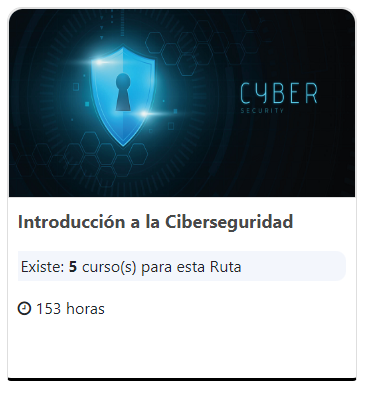 CYBER
SECURITY
Introducción a la Ciberseguridad
Existe: 5 curso(s) para esta Ruta
153 horas